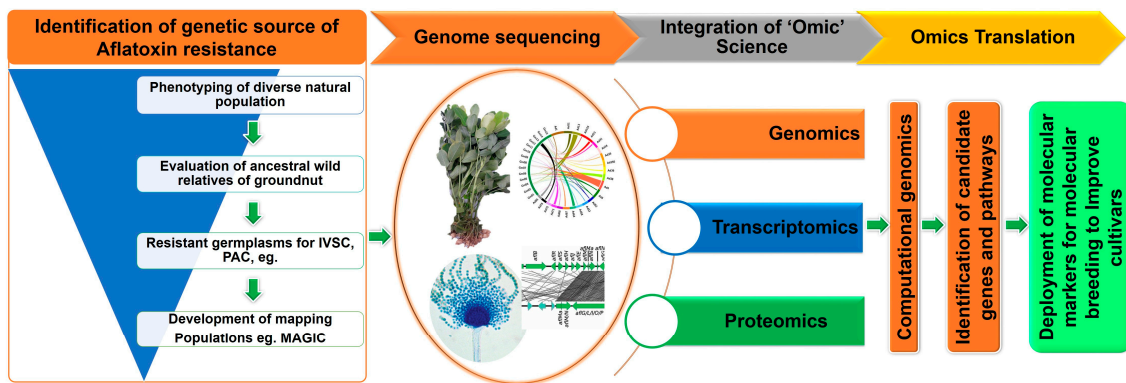 Identification of genetic source of
Aflatoxin resistance
Genome sequencing
Integration of ‘Omic’
Science
Omics Translation
Phenotyping of diverse natural
population
Evaluation of ancestral wild
relatives of groundnut
Resistant germplasms for IVSC,
PAC, eg.
Development of mapping
Populations eg. MAGIC
Genomics
Transcriptomics
Proteomics
Computational genomics
Identification of candidate
genes and pathways
Deployment of molecular
markers for molecular
breeding to Improve
cultivars
aflG/L/I/O/P